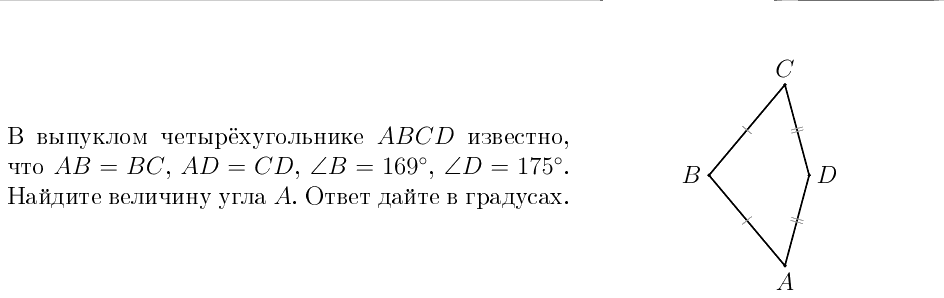 C
В выпуклом четырёхугольнике ABCD известно,
что AB = BC, AD = CD, ∠B = 169°, ∠D = 175°.
B
D
Найдите величину угла A. Ответ дайте в градусах.
A